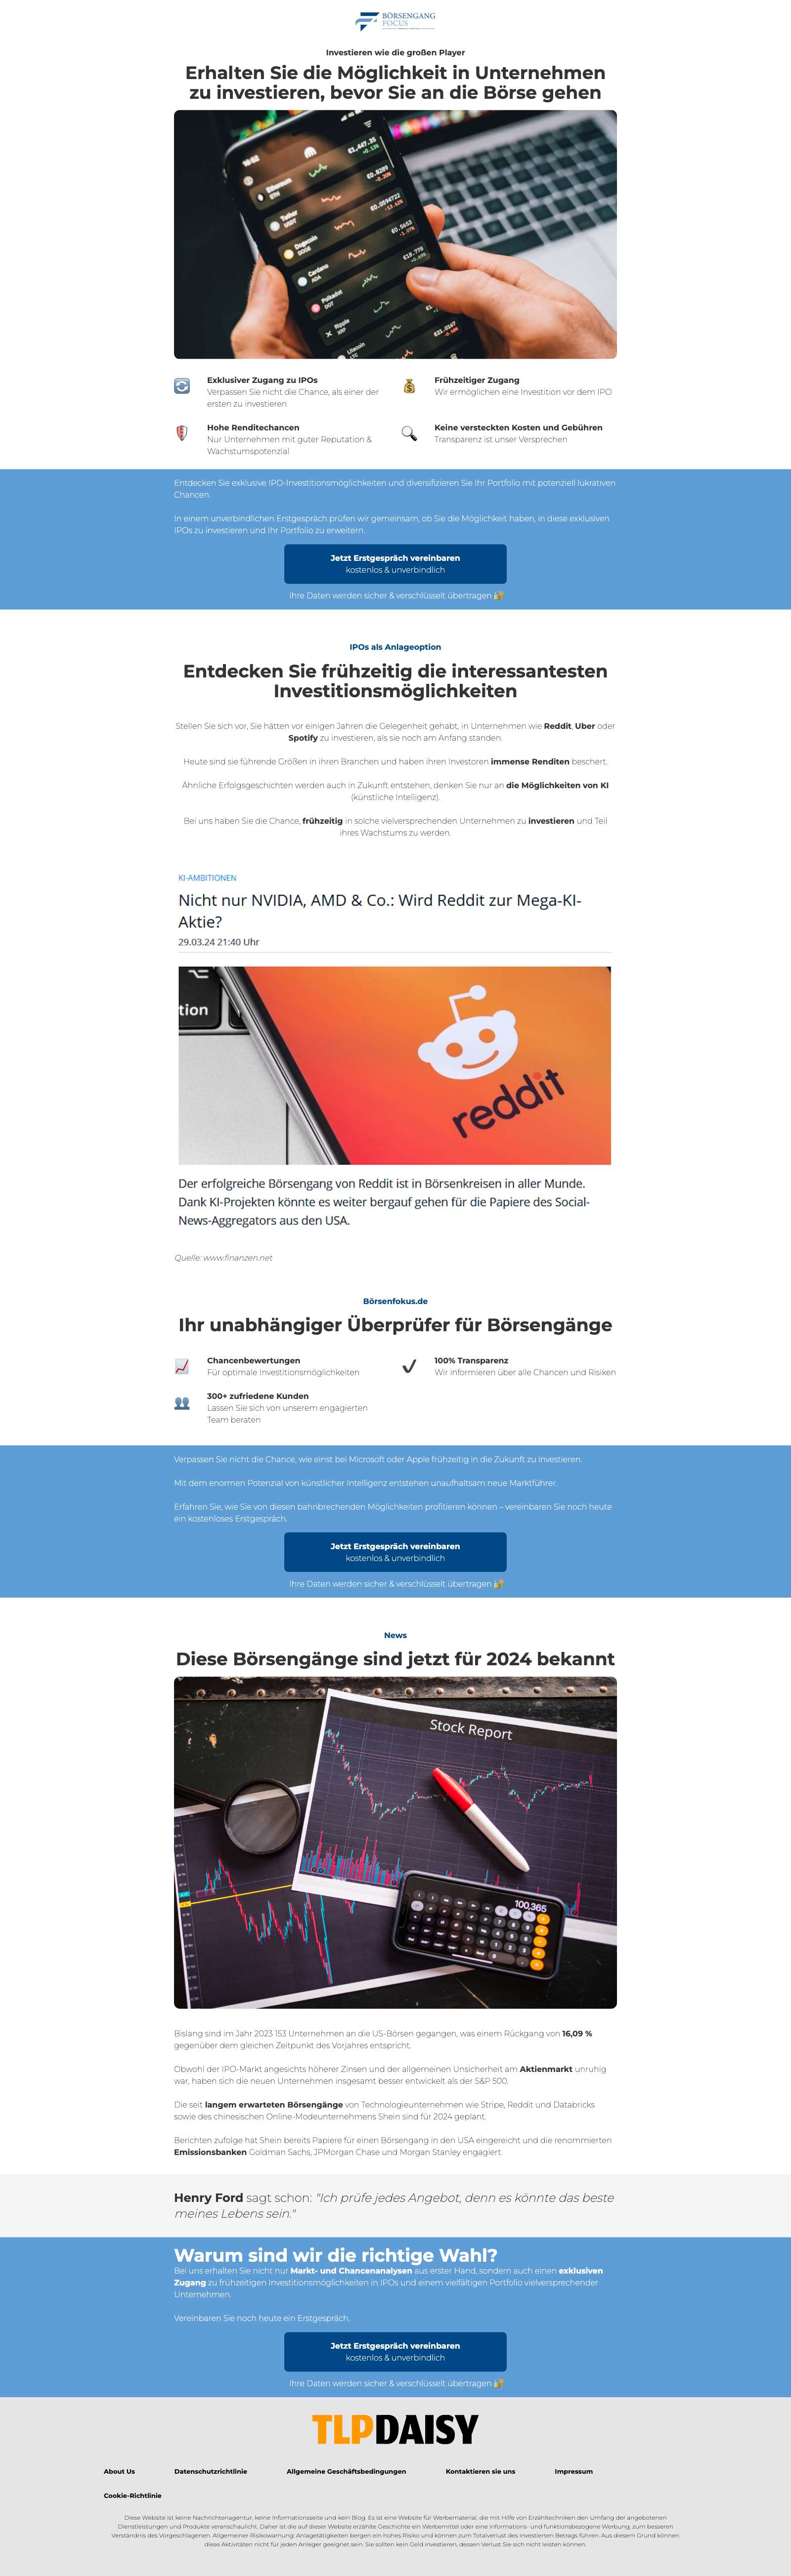 BÖRSENGANG
FOCUS
Investieren wie die großen Player
Erhalten Sie die Möglichkeit in Unternehmen
zu investieren, bevor Sie an die Börse gehen
Ethereum
ETH
Tether
USDT
Dogecoin
DOGE
Cardano
ADA
Polkadot
DOT
Ripple
XRP
Litecoin
LTC
£1,447.35
£0.8209
£0.0594722
£0.5653
Exklusiver Zugang zu IPOs
Verpassen Sie nicht die Chance, als einer der
ersten zu investieren
Frühzeitiger Zugang
Wir ermöglichen eine Investition vor dem IPO
Hohe Renditechancen
Nur Unternehmen mit guter Reputation &
Wachstumspotenzial
Keine versteckten Kosten und Gebühren
Transparenz ist unser Versprechen
Entdecken Sie exklusive IPO-Investitionsmöglichkeiten und diversifizieren Sie Ihr Portfolio mit potenziell lukrativen
Chancen.
In einem unverbindlichen Erstgespräch prüfen wir gemeinsam, ob Sie die Möglichkeit haben, in diese exklusiven
IPOs zu investieren und Ihr Portfolio zu erweitern.
Jetzt Erstgespräch vereinbaren
kostenlos & unverbindlich
Ihre Daten werden sicher & verschlüsselt übertragen 🔐
IPOs als Anlageoption
Entdecken Sie frühzeitig die interessantesten
Investitionsmöglichkeiten
Stellen Sie sich vor, Sie hätten vor einigen Jahren die Gelegenheit gehabt, in Unternehmen wie Reddit, Uber oder
Spotify zu investieren, als sie noch am Anfang standen.
Heute sind sie führende Größen in ihren Branchen und haben ihren Investoren immense Renditen beschert.
Ähnliche Erfolgsgeschichten werden auch in Zukunft entstehen, denken Sie nur an die Möglichkeiten von KI
(künstliche Intelligenz).
Bei uns haben Sie die Chance, frühzeitig in solche vielversprechenden Unternehmen zu investieren und Teil
ihres Wachstums zu werden.
KI-AMBITIONEN
Nicht nur NVIDIA, AMD & Co.: Wird Reddit zur Mega-KI-
Aktie?
29.03.24 21:40 Uhr
tion
reddit
Der erfolgreiche Börsengang von Reddit ist in Börsenkreisen in aller Munde.
Dank KI-Projekten könnte es weiter bergauf gehen für die Papiere des Social-
News-Aggregators aus den USA.
Quelle: www.finanzen.net
Börsenfokus.de
Ihr unabhängiger Überprüfer für Börsengänge
Chancenbewertungen
Für optimale Investitionsmöglichkeiten
100% Transparenz
Wir informieren über alle Chancen und Risiken
300+ zufriedene Kunden
Lassen Sie sich von unserem engagierten
Team beraten
Verpassen Sie nicht die Chance, wie einst bei Microsoft oder Apple frühzeitig in die Zukunft zu investieren.
Mit dem enormen Potenzial von künstlicher Intelligenz entstehen unaufhaltsam neue Marktführer.
Erfahren Sie, wie Sie von diesen bahnbrechenden Möglichkeiten profitieren können – vereinbaren Sie noch heute
ein kostenloses Erstgespräch.
Jetzt Erstgespräch vereinbaren
kostenlos & unverbindlich
Ihre Daten werden sicher & verschlüsselt übertragen 🔐
News
Diese Börsengänge sind jetzt für 2024 bekannt
Stock Report
100,365
Bislang sind im Jahr 2023 153 Unternehmen an die US-Börsen gegangen, was einem Rückgang von 16,09 %
gegenüber dem gleichen Zeitpunkt des Vorjahres entspricht.
Obwohl der IPO-Markt angesichts höherer Zinsen und der allgemeinen Unsicherheit am Aktienmarkt unruhig
war, haben sich die neuen Unternehmen insgesamt besser entwickelt als der S&P 500.
Die seit langem erwarteten Börsengänge von Technologieunternehmen wie Stripe, Reddit und Databricks
sowie des chinesischen Online-Modeunternehmens Shein sind für 2024 geplant.
Berichten zufolge hat Shein bereits Papiere für einen Börsengang in den USA eingereicht und die renommierten
Emissionsbanken Goldman Sachs, JPMorgan Chase und Morgan Stanley engagiert.
Henry Ford sagt schon: "Ich prüfe jedes Angebot, denn es könnte das beste
meines Lebens sein."
Warum sind wir die richtige Wahl?
Bei uns erhalten Sie nicht nur Markt- und Chancenanalysen aus erster Hand, sondern auch einen exklusiven
Zugang zu frühzeitigen Investitionsmöglichkeiten in IPOs und einem vielfältigen Portfolio vielversprechender
Unternehmen.
Vereinbaren Sie noch heute ein Erstgespräch.
Jetzt Erstgespräch vereinbaren
kostenlos & unverbindlich
Ihre Daten werden sicher & verschlüsselt übertragen 🔐
TLPDAISY
About Us
Datenschutzrichtlinie
Allgemeine Geschäftsbedingungen
Kontaktieren sie uns
Impressum
Cookie-Richtlinie
Diese Website ist keine Nachrichtenagentur, keine Informationsseite und kein Blog. Es ist eine Website für Werbematerial, die mit Hilfe von Erzähltechniken den Umfang der angebotenen
Dienstleistungen und Produkte veranschaulicht. Daher ist die auf dieser Website erzählte Geschichte ein Werbemittel oder eine informations- und funktionsbezogene Werbung, zum besseren
Verständnis des Vorgeschlagenen. Allgemeiner Risikowarnung: Anlagetätigkeiten bergen ein hohes Risiko und können zum Totalverlust des investierten Betrags führen. Aus diesem Grund können
diese Aktivitäten nicht für jeden Anleger geeignet sein. Sie sollten kein Geld investieren, dessen Verlust Sie sich nicht leisten können.